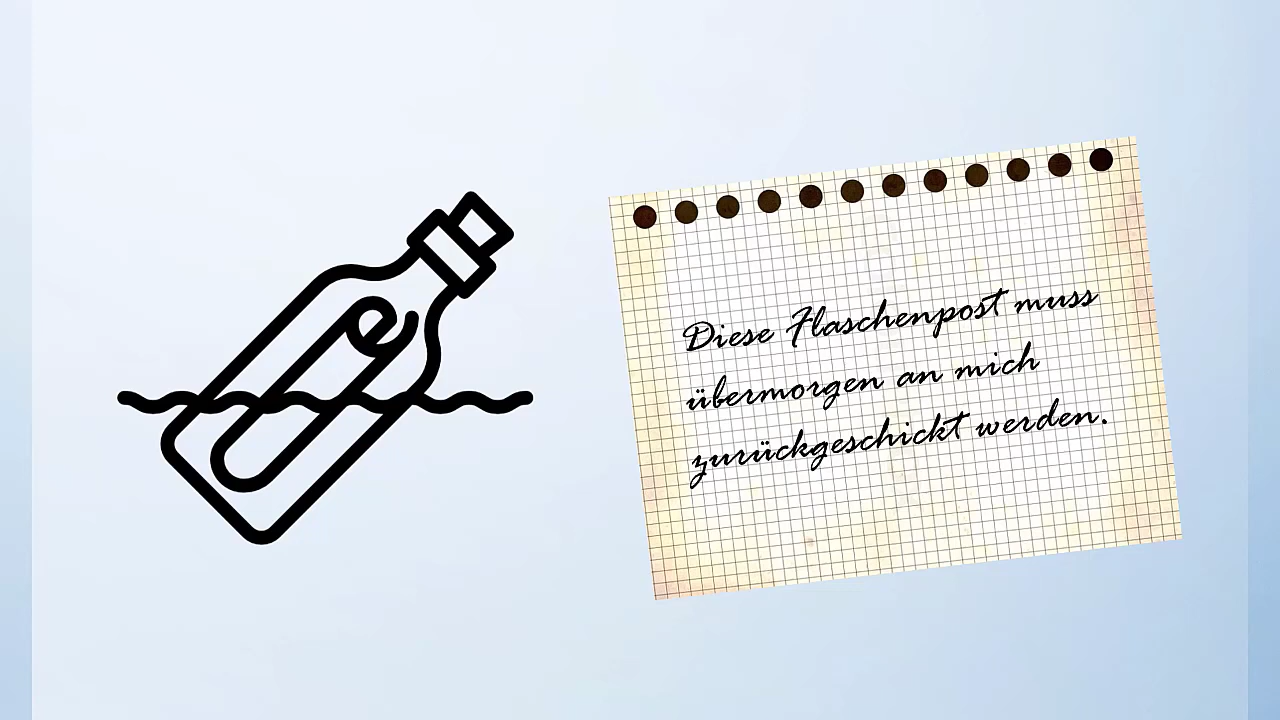 Diese Flaschenpost muss
übermorgen an mich
zurückgeschickt werden.